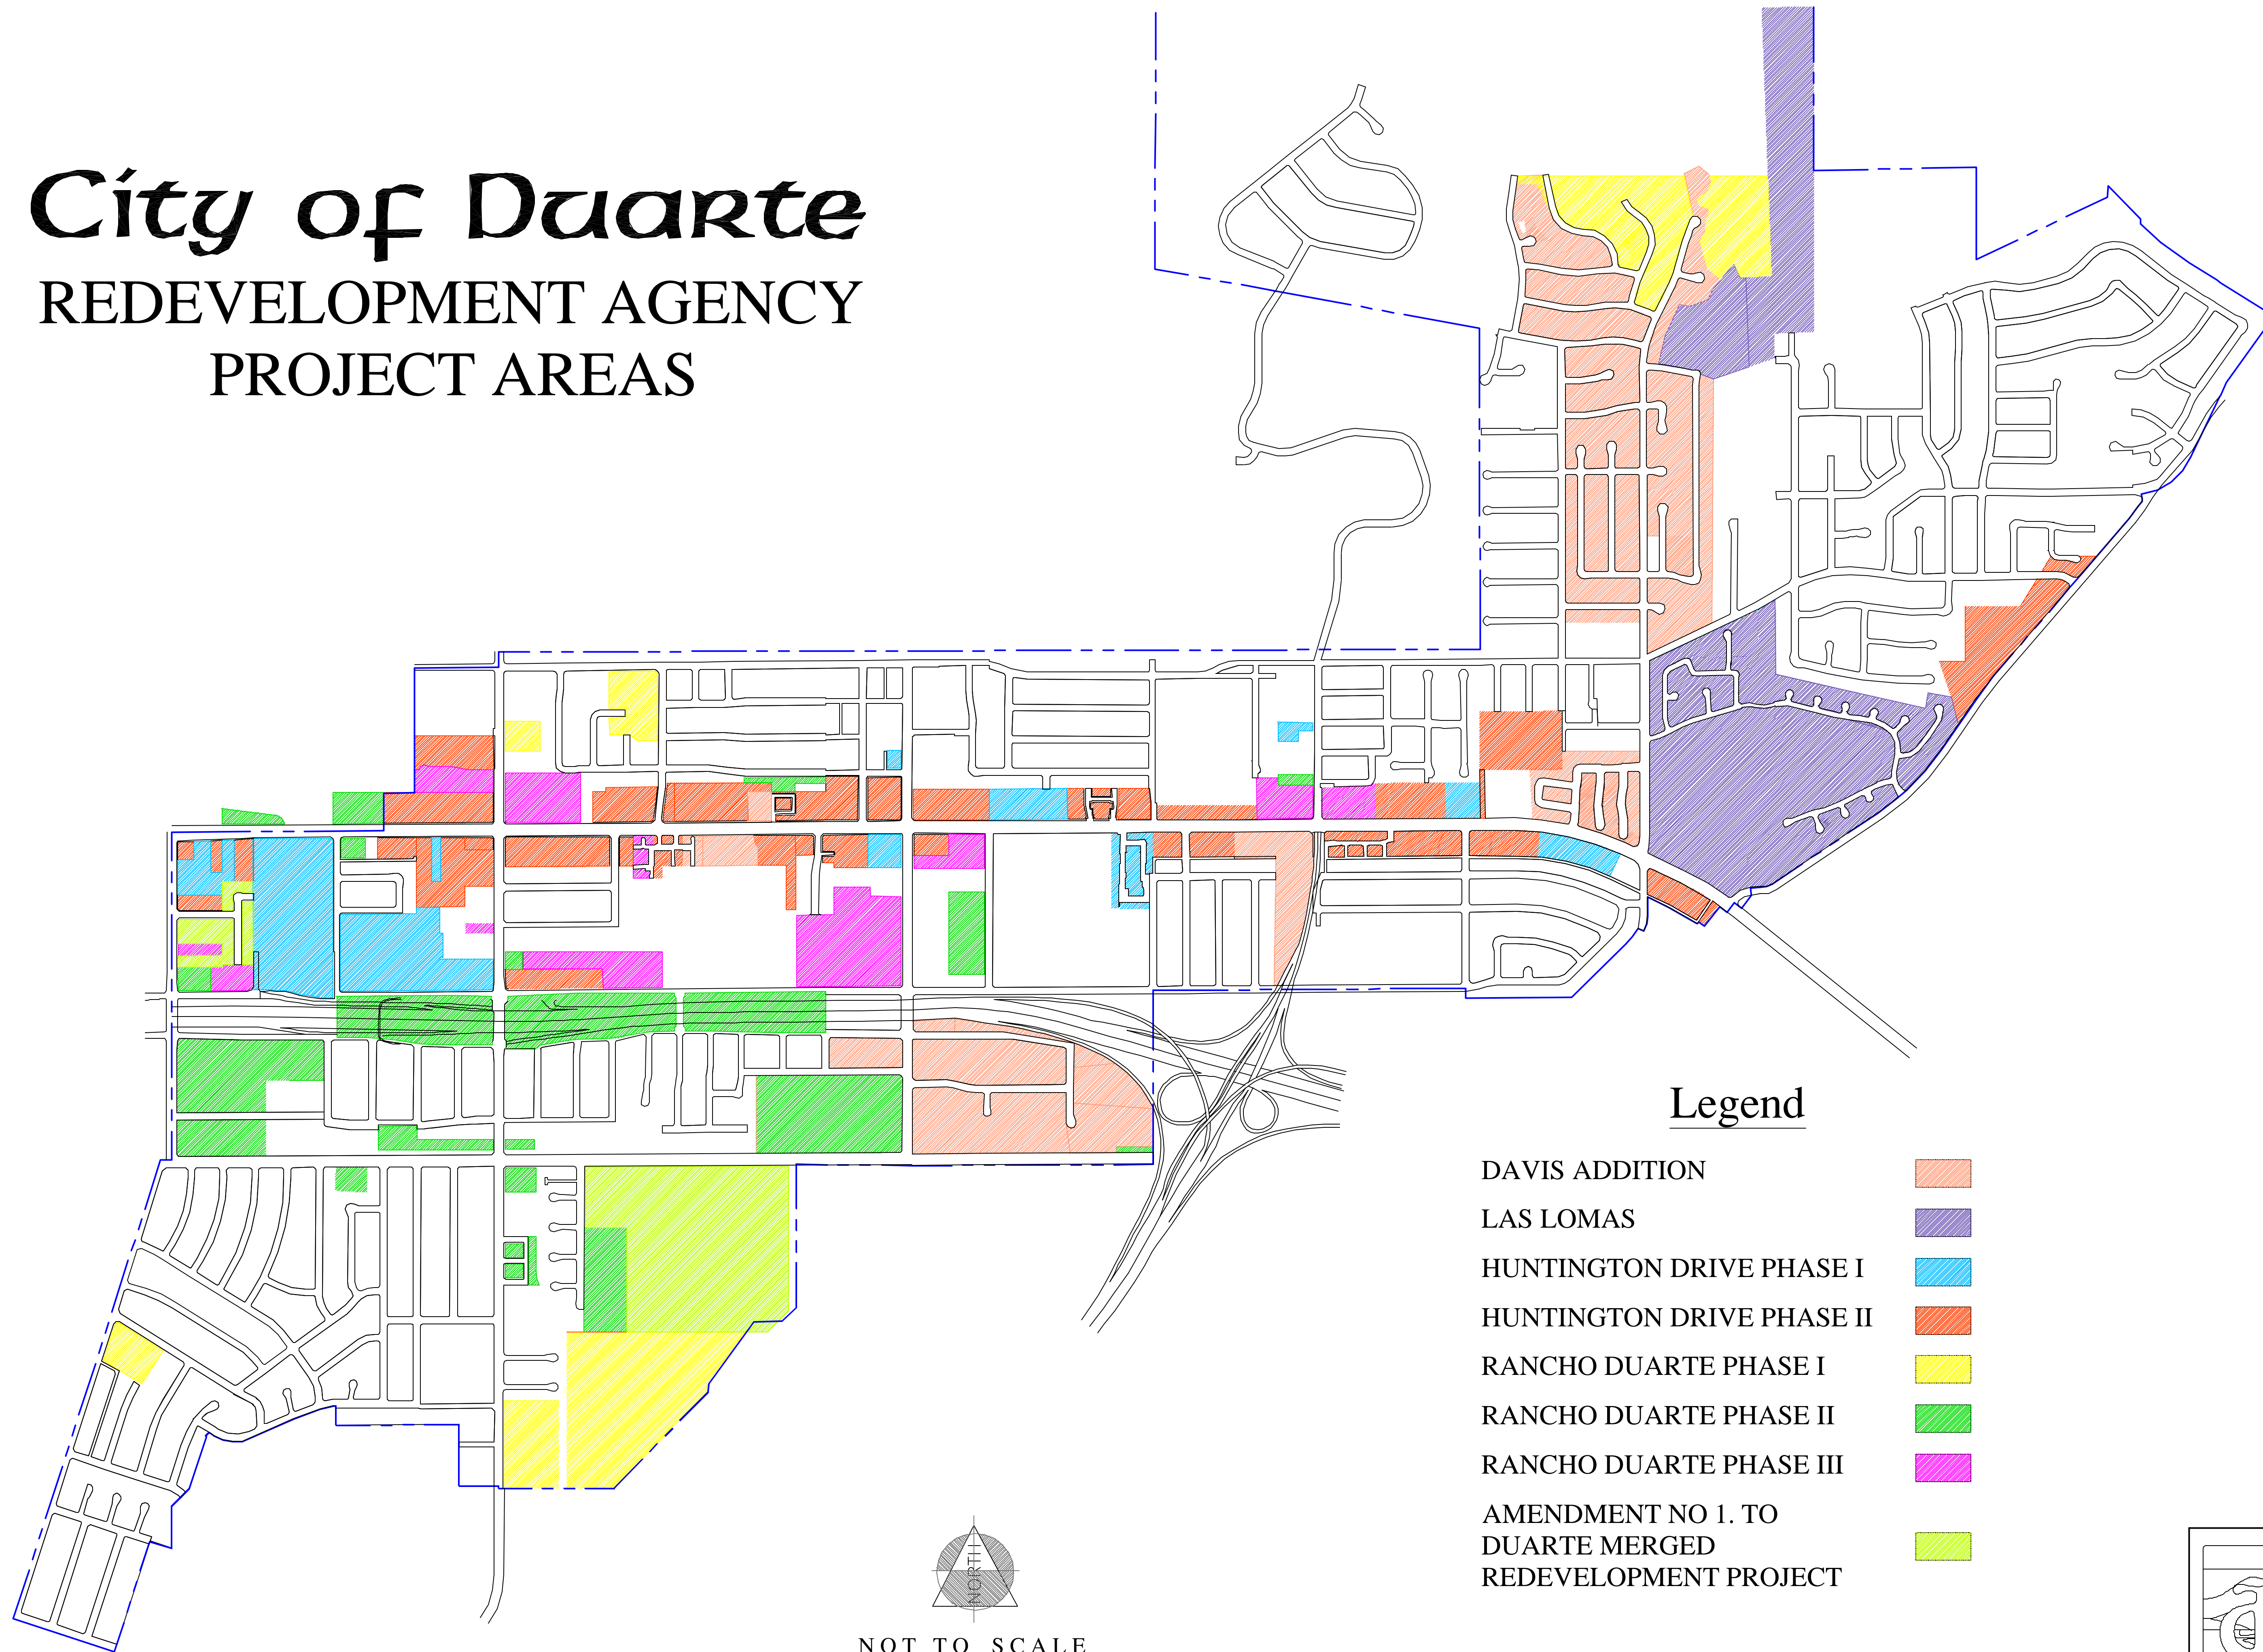 City of Duarte
REDEVELOPMENT AGENCY
PROJECT AREAS
Legend
DAVIS ADDITION
LAS LOMAS
HUNTINGTON DRIVE PHASE I
HUNTINGTON DRIVE PHASE II
RANCHO DUARTE PHASE I
RANCHO DUARTE PHASE II
RANCHO DUARTE PHASE III
AMENDMENT NO 1. TO
DUARTE MERGED
REDEVELOPMENT PROJECT
NORTH
NOT TO SCALE